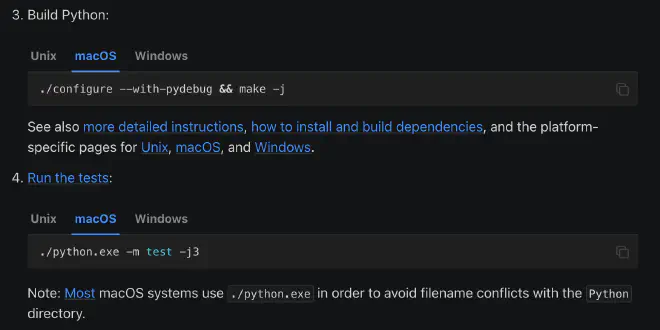 3. Build Python:
Unix macOS Windows
./configure --with-pydebug && make -j
See also more detailed instructions, how to install and build dependencies, and the platform-
specific pages for Unix, macOS, and Windows.
4. Run the tests:
Unix macOS Windows
./python.exe -m test -j3
Note: Most macOS systems use ./python.exe in order to avoid filename conflicts with the Python
directory.